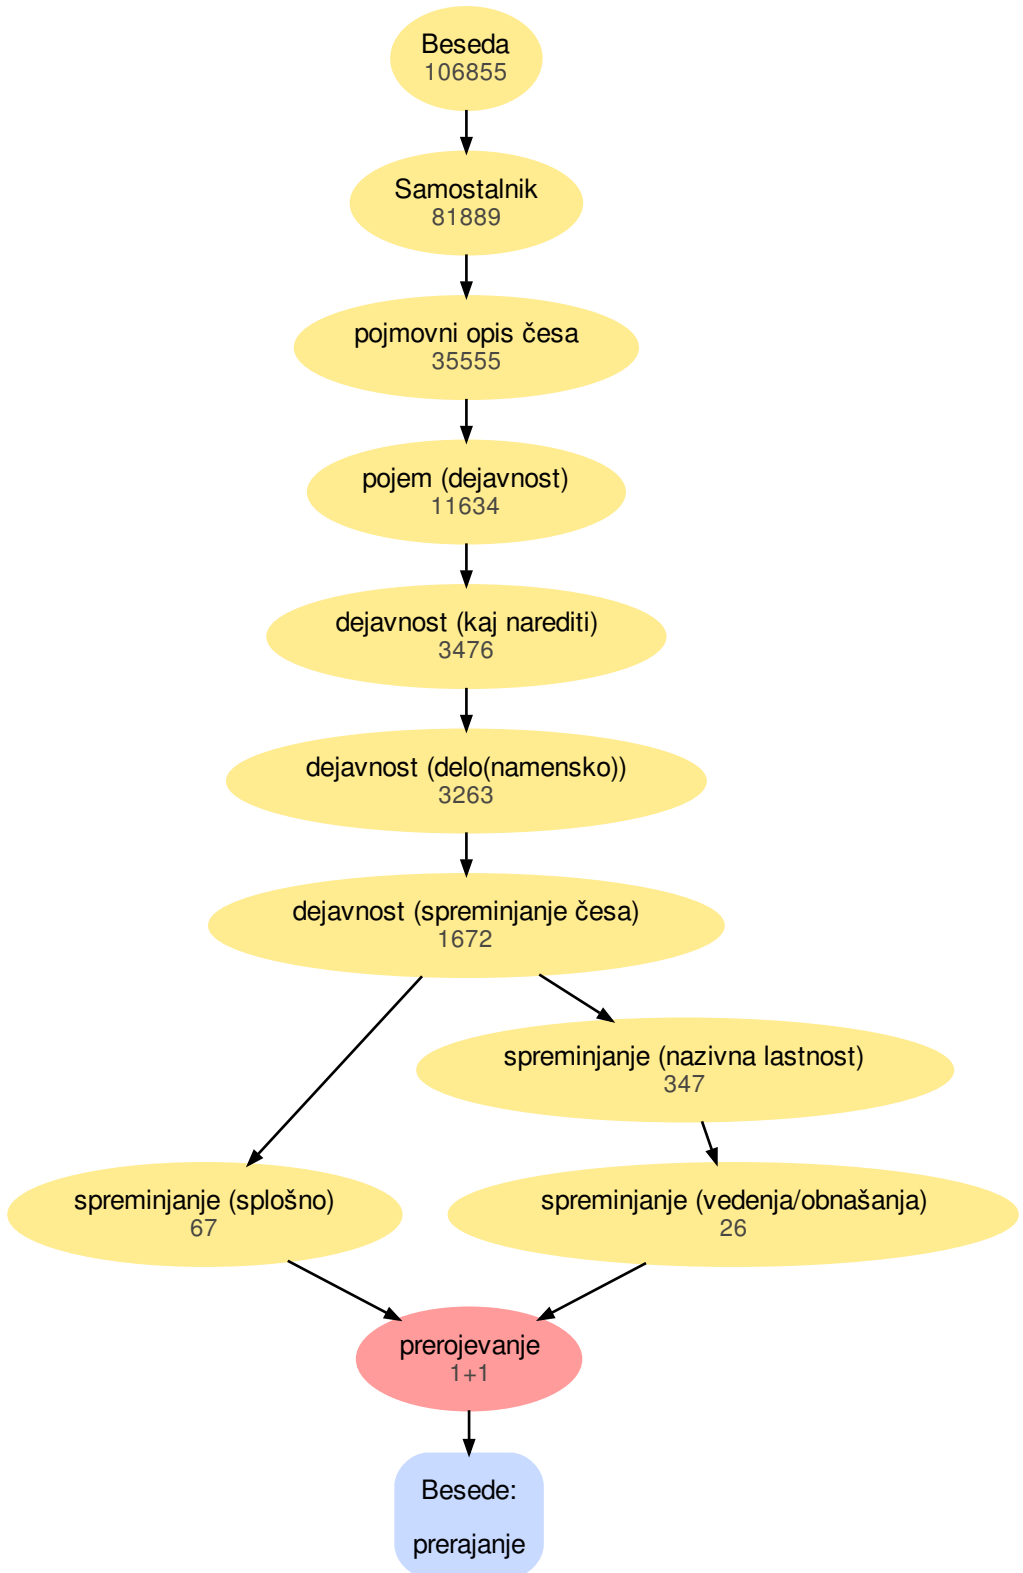 Beseda
106855
Samostalnik
81889
pojmovni opis česa
35555
pojem (dejavnost)
11634
dejavnost (kaj narediti)
3476
dejavnost (delo(namensko))
3263
dejavnost (spreminjanje česa)
1672
spreminjanje (nazivna lastnost)
347
spreminjanje (splošno)
67
spreminjanje (vedenja/obnašanja)
26
prerojevanje
1+1
Besede:
prerajanje